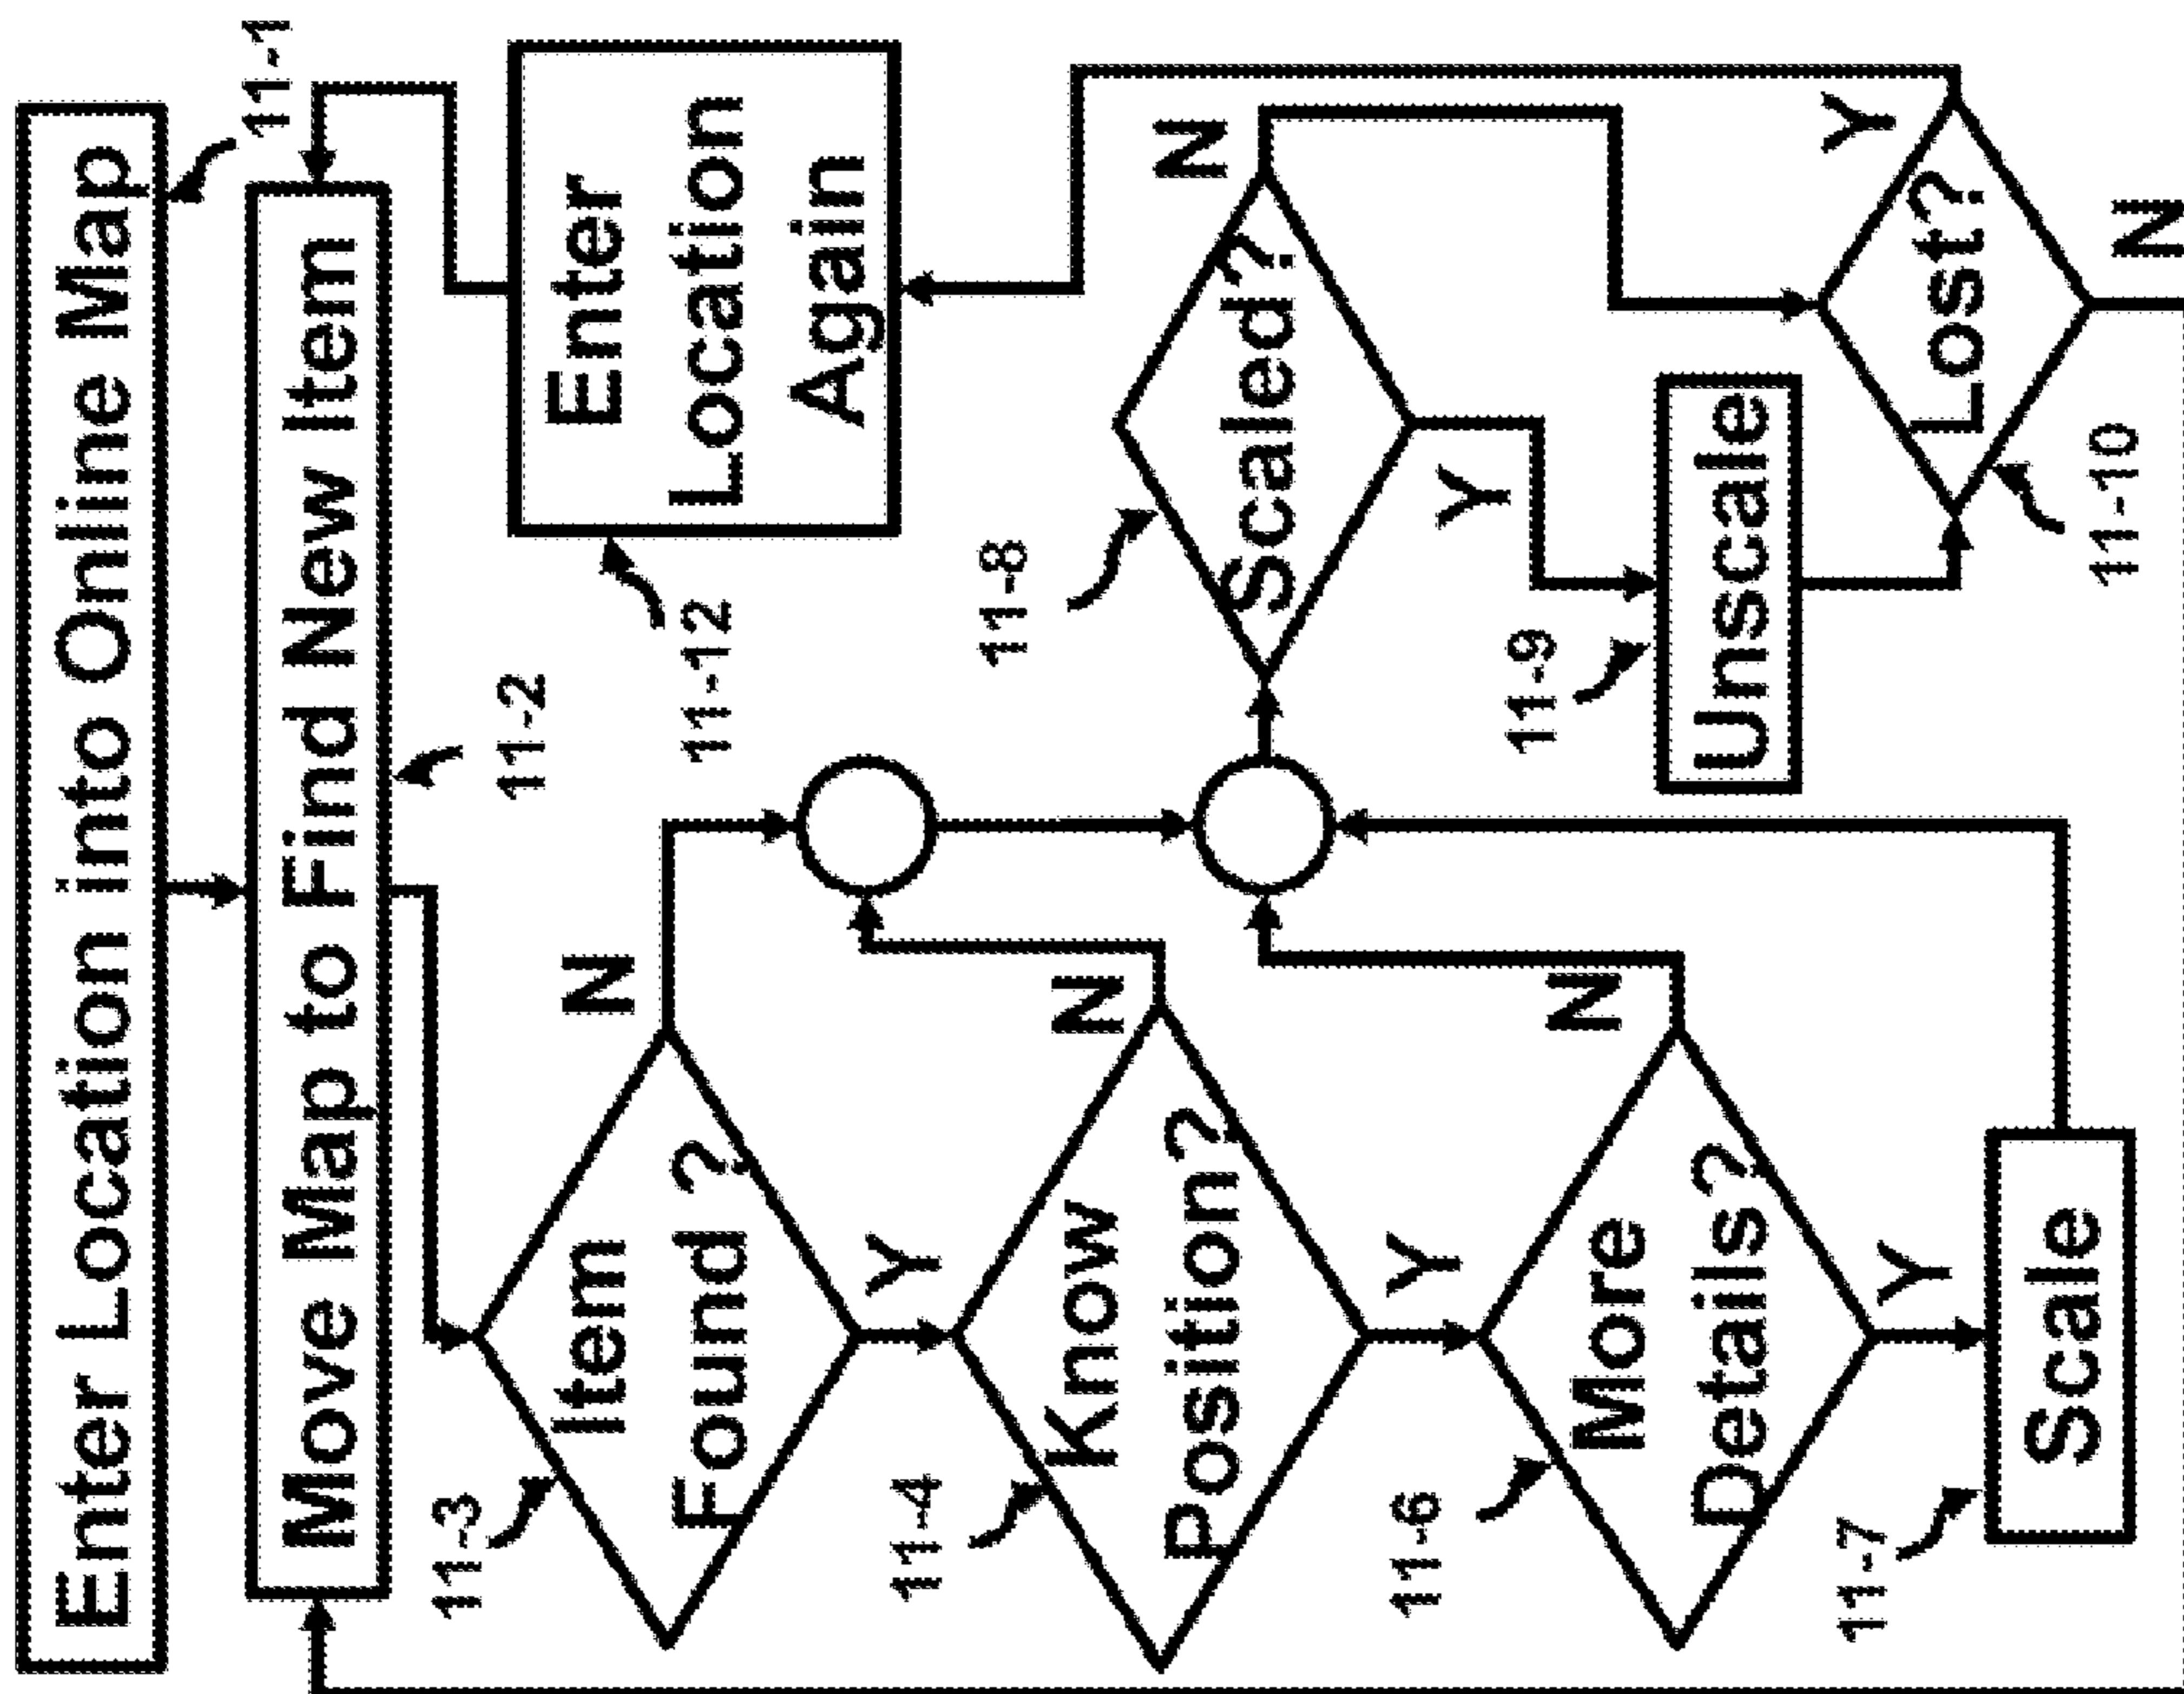 Enter Location into Online Map
11-1
Move Map to Find New Item
11-2
Item
Found ?
11-3
N
Y
Know
Position?
11-4
N
Y
More
Details?
11-6
N
Y
Scale
11-7
Enter
Location
Again
11-12
Scaled?
11-8
N
Y
Unscale
11-9
Lost?
11-10
Y
N